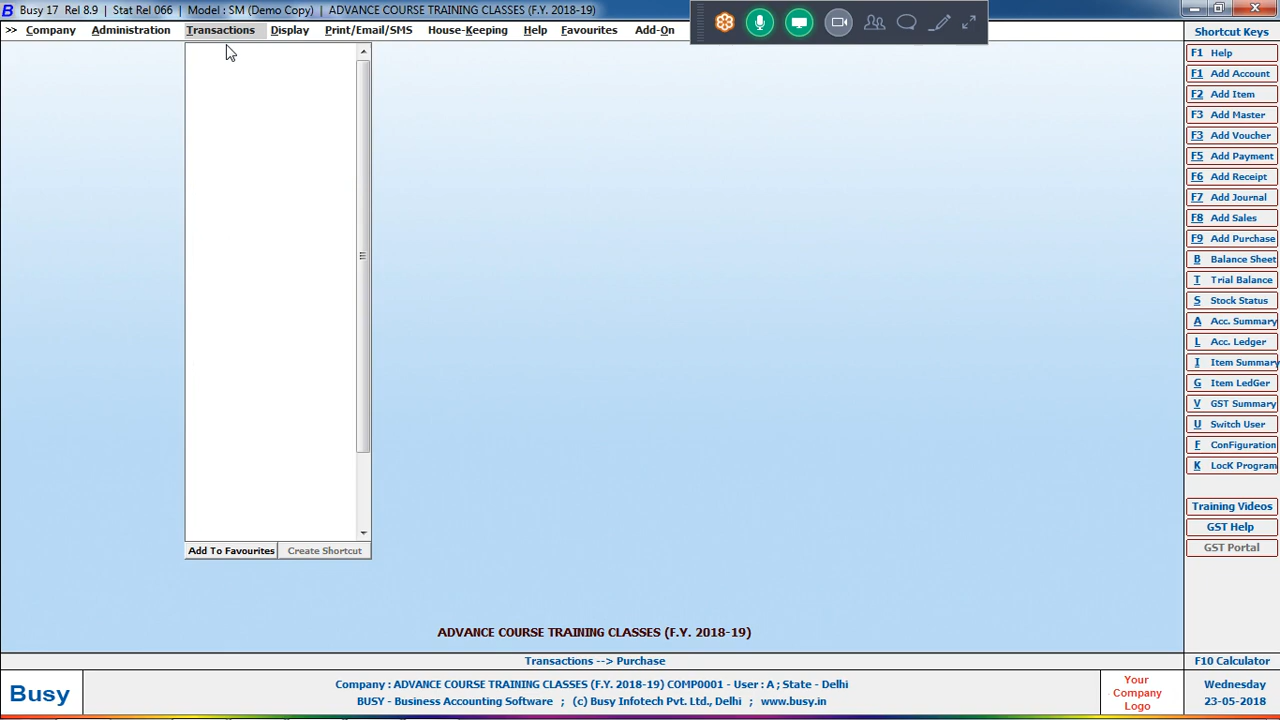 Busy 17 Rel 8.9 | Stat Rel 066 | Model : SM (Demo Copy) | ADVANCE COURSE TRAINING CLASSES (F.Y. 2018-19)
>> Company Administration Transactions Display Print/Email/SMS House-Keeping Help Favourites Add-On
Shortcut Keys
F1 Help
F1 Add Account
F2 Add Item
F3 Add Master
F3 Add Voucher
F5 Add Payment
F6 Add Receipt
F7 Add Journal
F8 Add Sales
F9 Add Purchase
B Balance Sheet
T Trial Balance
S Stock Status
A Acc. Summary
L Acc. Ledger
I Item Summary
G Item LedGer
V GST Summary
U Switch User
F ConFiguration
K LocK Program
Training Videos
GST Help
GST Portal
Add To Favourites Create Shortcut
ADVANCE COURSE TRAINING CLASSES (F.Y. 2018-19)
Transactions --> Purchase
F10 Calculator
Busy
Company : ADVANCE COURSE TRAINING CLASSES (F.Y. 2018-19) COMP0001 - User : A ; State - Delhi
BUSY - Business Accounting Software ; (c) Busy Infotech Pvt. Ltd., Delhi ; www.busy.in
Your
Company
Logo
Wednesday
23-05-2018